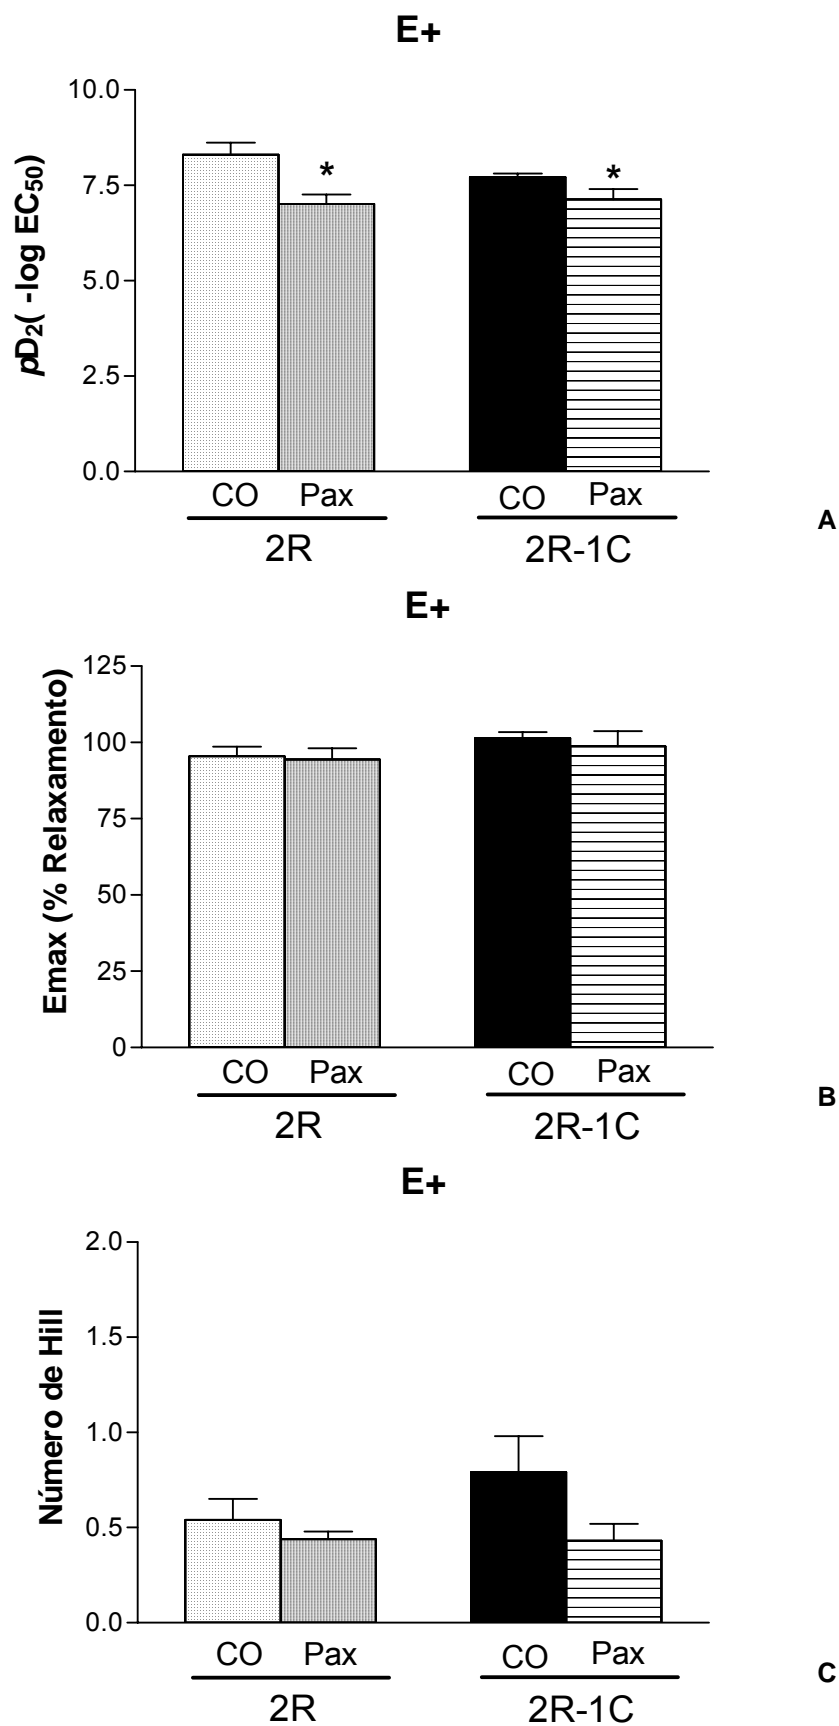 E+
pD2( -log EC50)
10.0
7.5
5.0
2.5
0.0
*
*
CO Pax CO Pax
2R 2R-1C
A
E+
Emax (% Relaxamento)
125
100
75
50
25
0
CO Pax CO Pax
2R 2R-1C
B
E+
Número de Hill
2.0
1.5
1.0
0.5
0.0
CO Pax CO Pax
2R 2R-1C
C